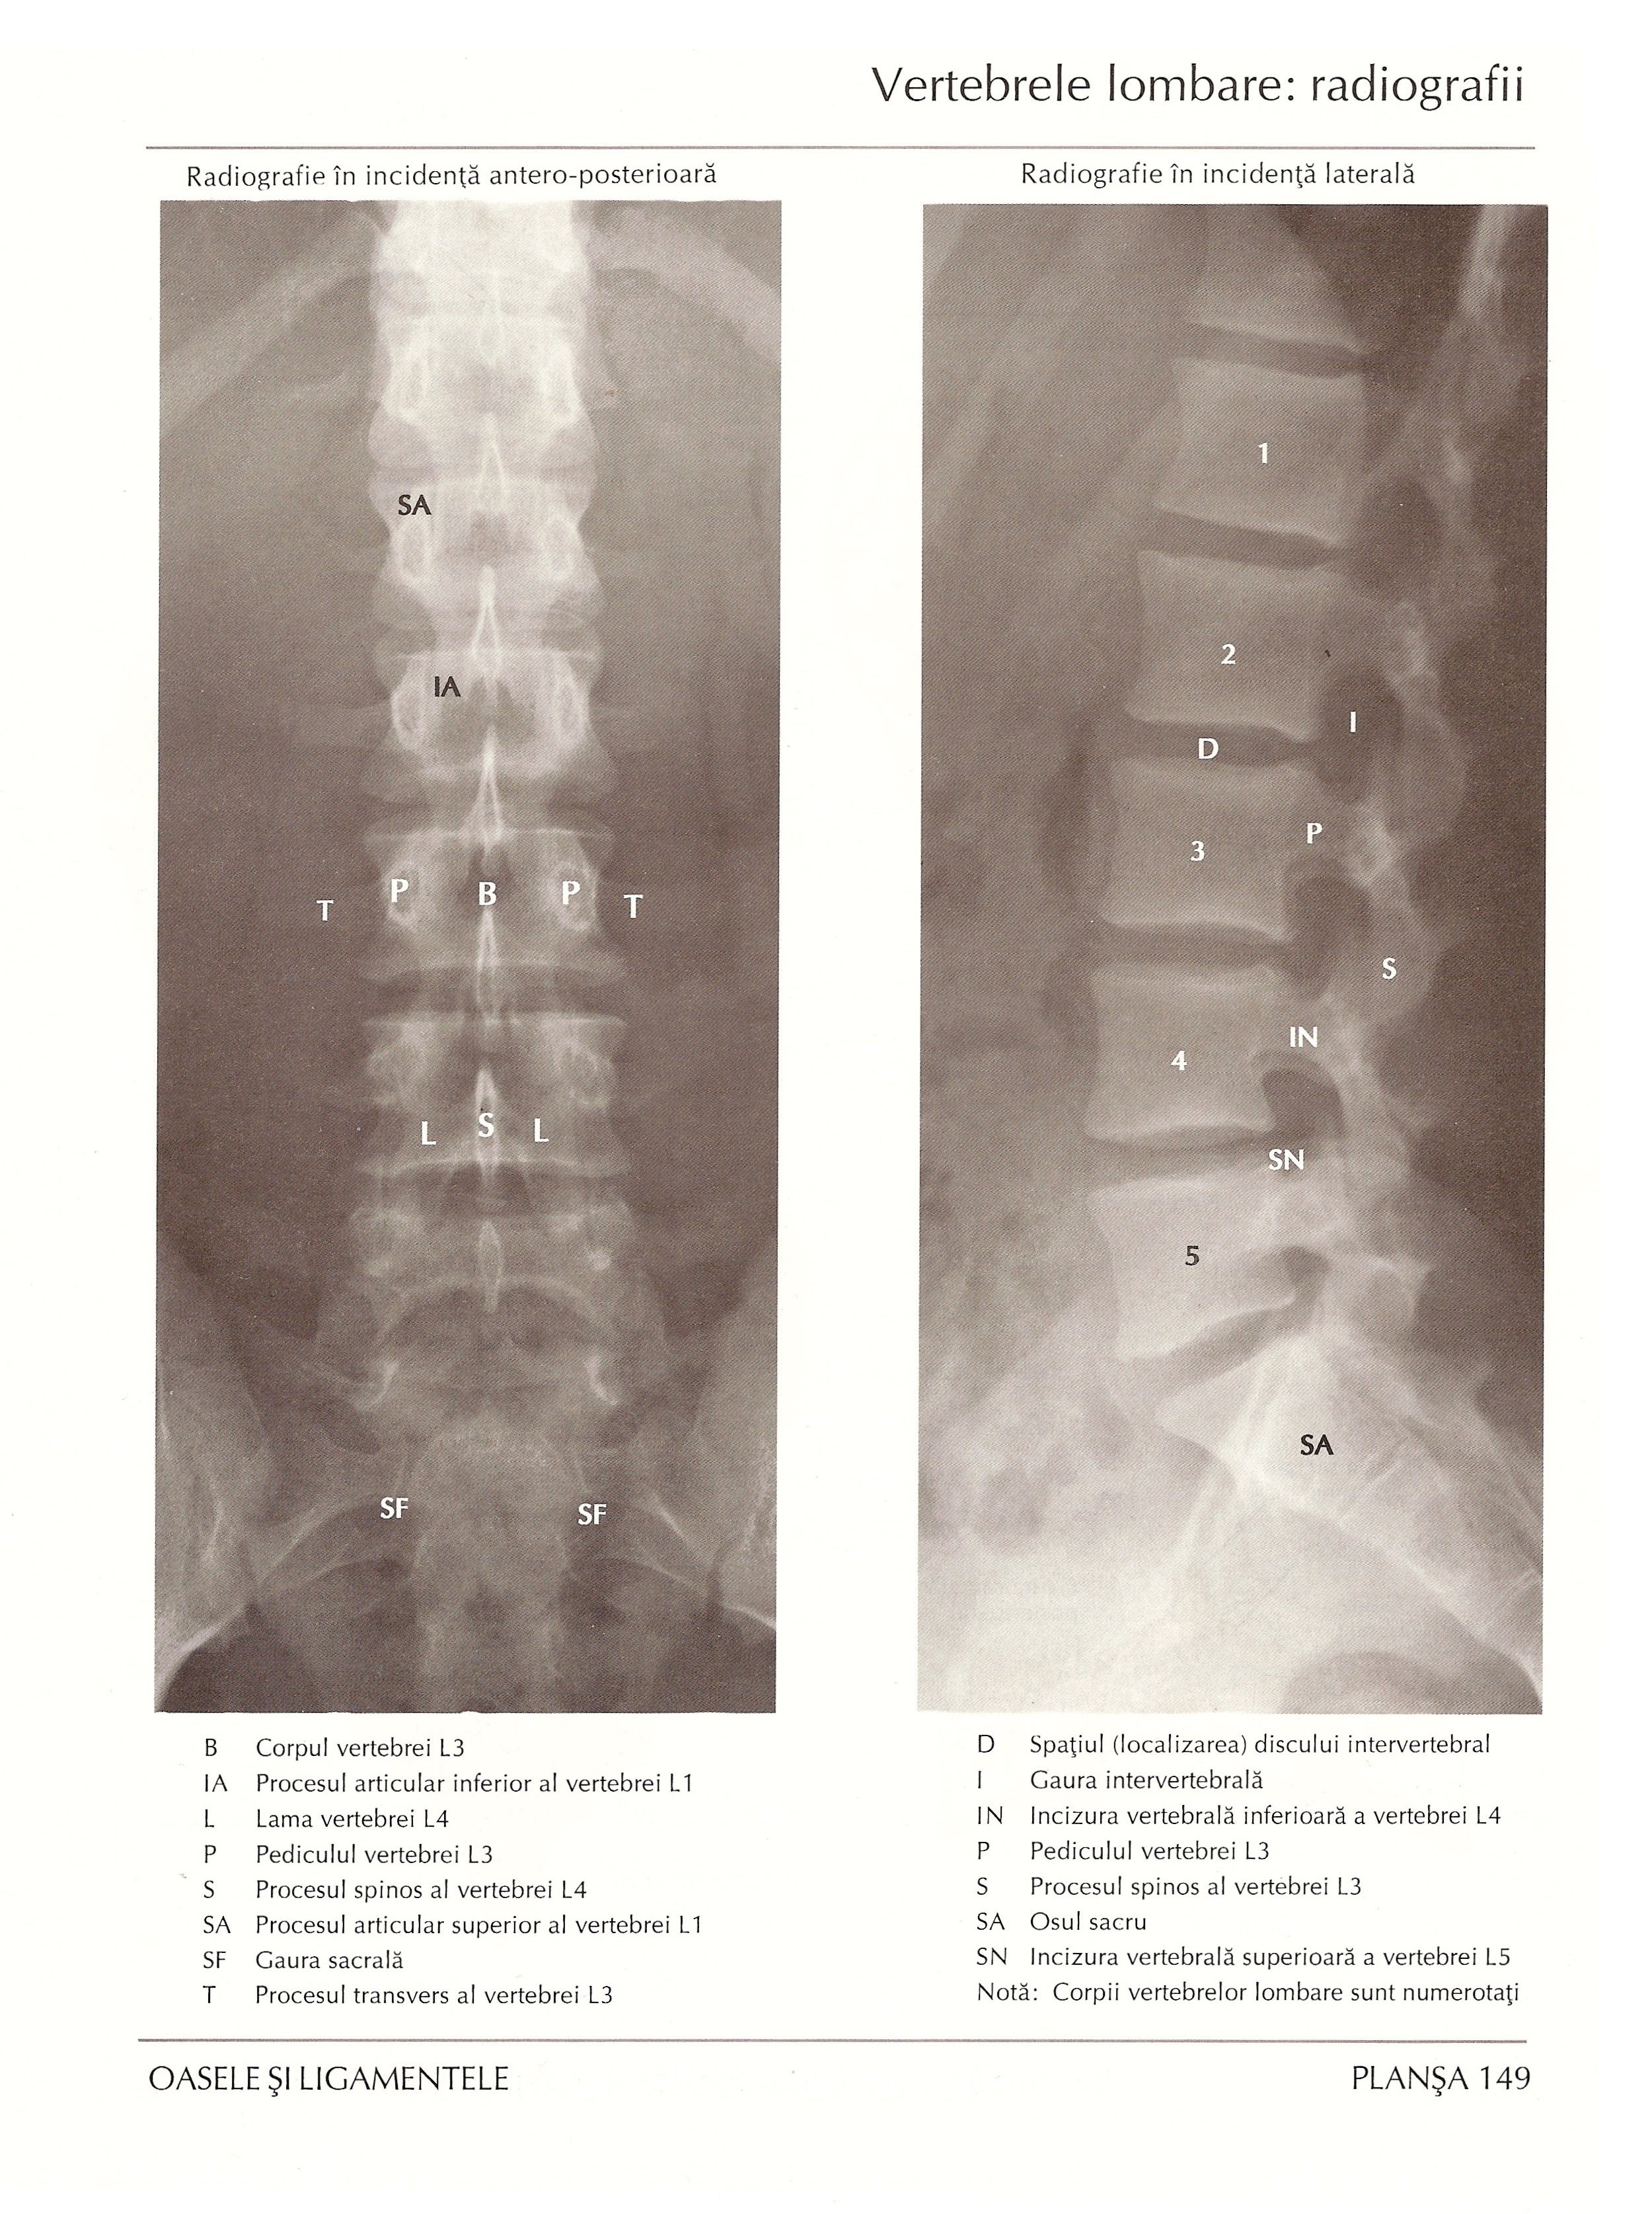 Vertebrele lombare: radiografii
Radiografie în incidenţă antero-posterioară
SA
IA
T P B P T
L S L
SF SF
B Corpul vertebrei L3
IA Procesul articular inferior al vertebrei L1
L Lama vertebrei L4
P Pediculul vertebrei L3
S Procesul spinos al vertebrei L4
SA Procesul articular superior al vertebrei L1
SF Gaura sacrală
T Procesul transvers al vertebrei L3
Radiografie în incidenţă laterală
1
2
I
D
P
3
S
IN
4
SN
5
SA
D Spaţiul (localizarea) discului intervertebral
I Gaura intervertebrală
IN Incizura vertebrală inferioară a vertebrei L4
P Pediculul vertebrei L3
S Procesul spinos al vertebrei L3
SA Osul sacru
SN Incizura vertebrală superioară a vertebrei L5
Notă: Corpii vertebrelor lombare sunt numerotaţi
OASELE ŞI LIGAMENTELE
PLANŞA 149